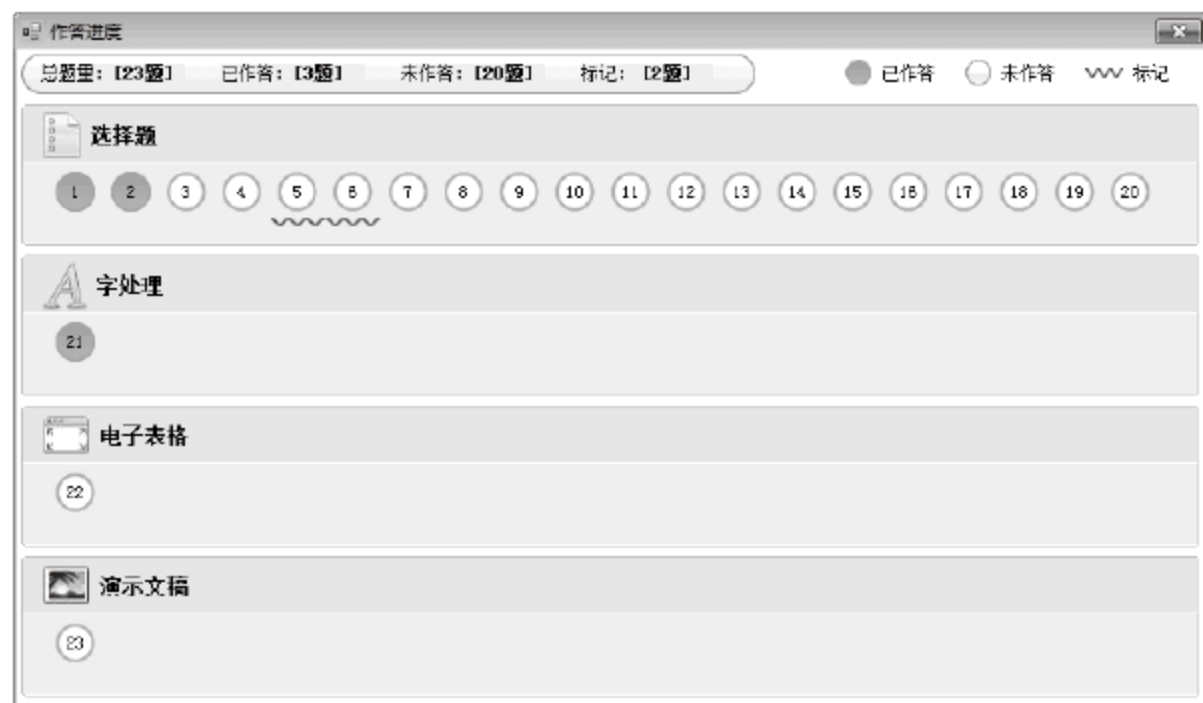 作答进度
总题量：【23题】 已作答：【3题】 未作答：【20题】 标记：【2题】 已作答 未作答 标记
选择题
1 2 3 4 5 6 7 8 9 10 11 12 13 14 15 16 17 18 19 20
字处理
21
电子表格
22
演示文稿
23